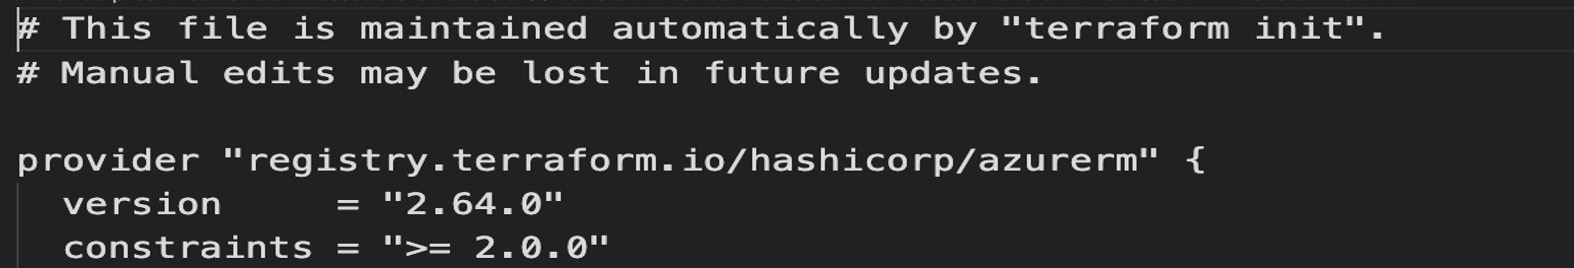 # This file is maintained automatically by "terraform init".
# Manual edits may be lost in future updates.

provider "registry.terraform.io/hashicorp/azurerm" {
  version     = "2.64.0"
  constraints = ">= 2.0.0"